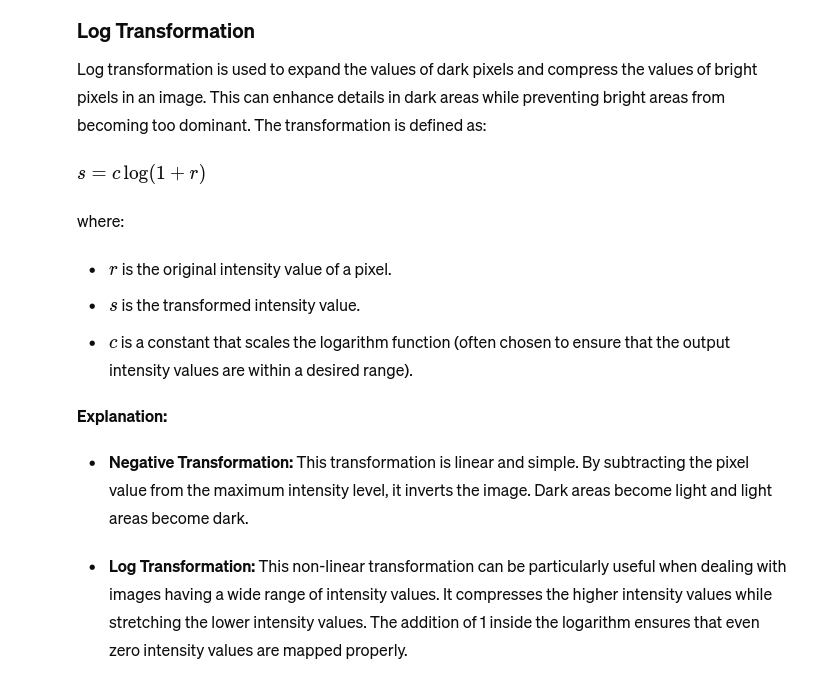 Log Transformation
Log transformation is used to expand the values of dark pixels and compress the values of bright
pixels in an image. This can enhance details in dark areas while preventing bright areas from
becoming too dominant. The transformation is defined as:
s = c log(1 + r)
where:
• r is the original intensity value of a pixel.
• s is the transformed intensity value.
• c is a constant that scales the logarithm function (often chosen to ensure that the output
intensity values are within a desired range).
Explanation:
• Negative Transformation: This transformation is linear and simple. By subtracting the pixel
value from the maximum intensity level, it inverts the image. Dark areas become light and light
areas become dark.
• Log Transformation: This non-linear transformation can be particularly useful when dealing with
images having a wide range of intensity values. It compresses the higher intensity values while
stretching the lower intensity values. The addition of 1 inside the logarithm ensures that even
zero intensity values are mapped properly.